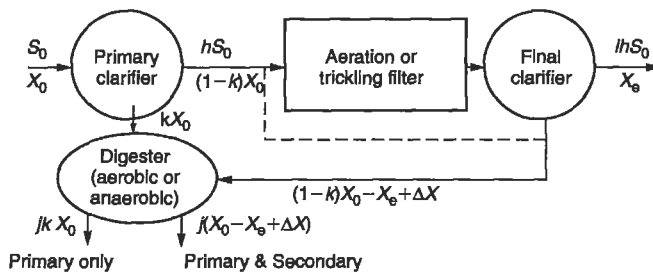 S₀
X₀
Primary
clarifier
hS₀
(1-k)X₀
Aeration or
trickling filter
Final
clarifier
lhS₀
Xₑ
kX₀
Digester
(aerobic or
anaerobic)
(1-k)X₀-Xₑ+ΔX
jk X₀
j(X₀-Xₑ+ΔX)
Primary only
Primary & Secondary